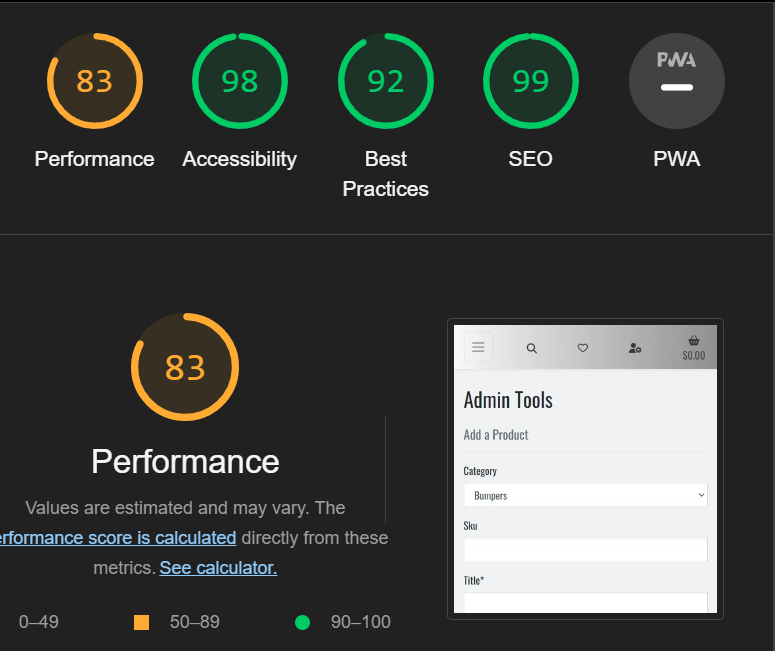 83
98
92
99
PWA
Performance
Accessibility
Best
Practices
SEO
PWA
83
Performance
Values are estimated and may vary. The
erformance score is calculated directly from these
metrics. See calculator.
0–49
50–89
90–100
$0.00
Admin Tools
Add a Product
Category
Bumpers
Sku
Title*